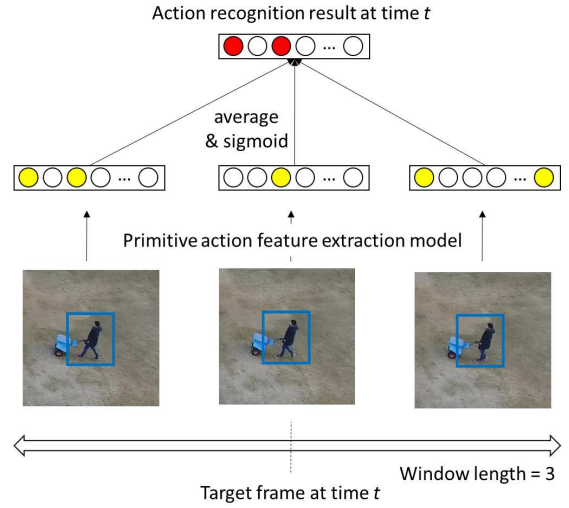 Action recognition result at time t
...
average
& sigmoid
... ... ...
Primitive action feature extraction model
Window length = 3
Target frame at time t